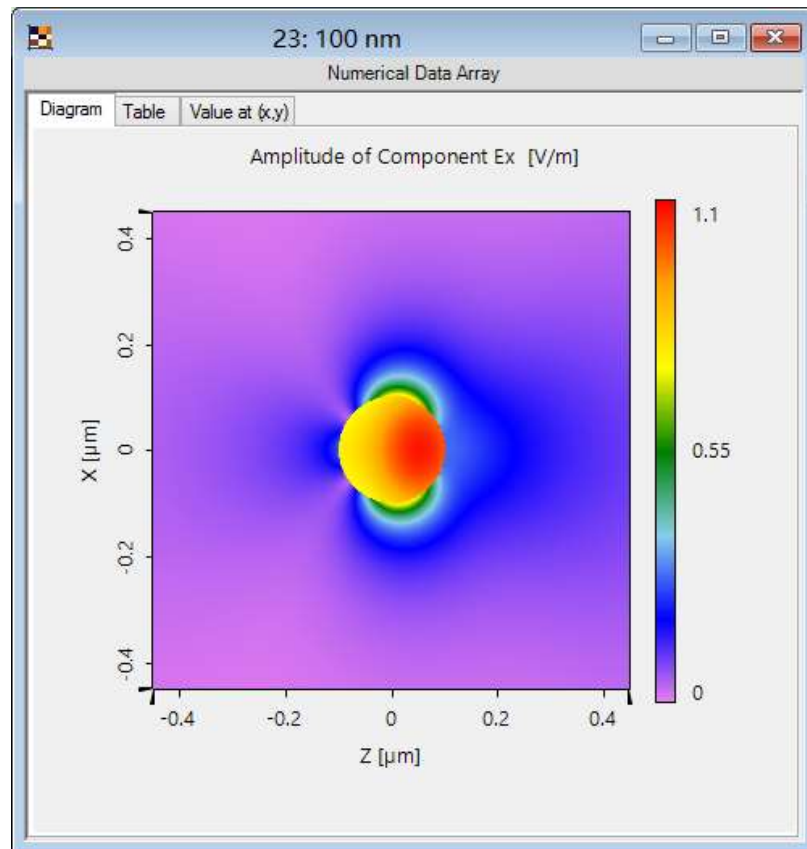 23: 100 nm
Numerical Data Array
Diagram Table Value at (x,y)
Amplitude of Component Ex [V/m]
1.1
0.55
0
0.4
0.2
0
-0.2
-0.4
X [µm]
-0.4 -0.2 0 0.2 0.4
Z [µm]